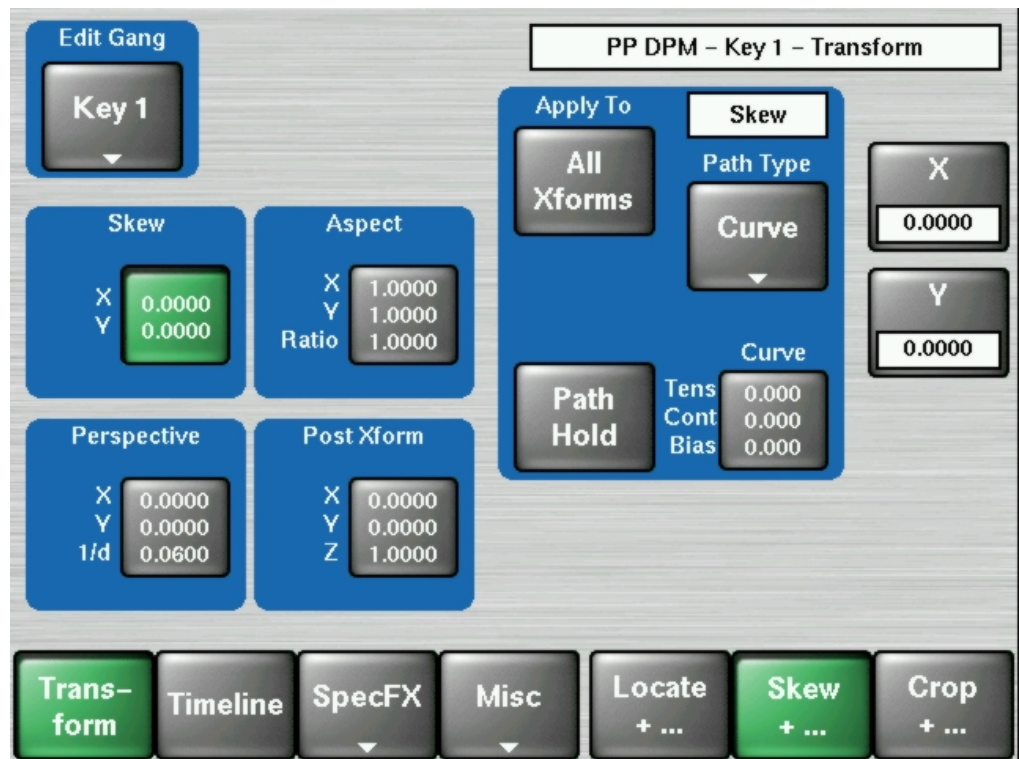 Edit Gang
Key 1
PP DPM – Key 1 – Transform
Apply To
All
Xforms
Skew
Path Type
Curve
X
0.0000
Y
0.0000
Skew
X 0.0000
Y 0.0000
Aspect
X 1.0000
Y 1.0000
Ratio 1.0000
Path
Hold
Curve
Tens 0.000
Cont 0.000
Bias 0.000
Perspective
X 0.0000
Y 0.0000
1/d 0.0600
Post Xform
X 0.0000
Y 0.0000
Z 1.0000
Trans–
form
Timeline
SpecFX
Misc
Locate
+ ...
Skew
+ ...
Crop
+ ...